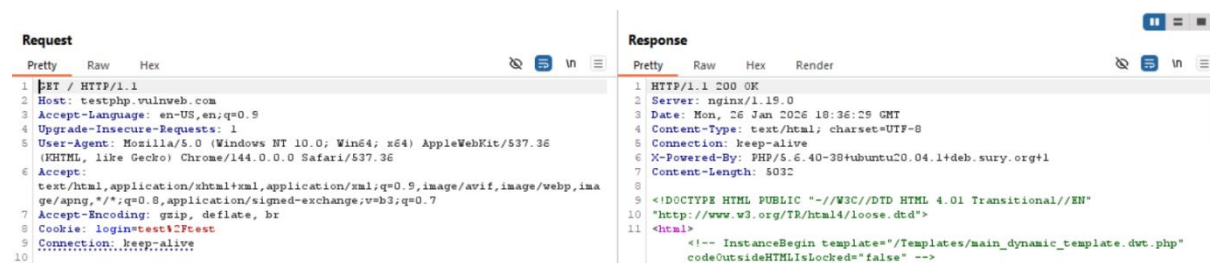 Request
Pretty Raw Hex
\n
1 GET / HTTP/1.1
2 Host: testphp.vulnweb.com
3 Accept-Language: en-US,en;q=0.9
4 Upgrade-Insecure-Requests: 1
5 User-Agent: Mozilla/5.0 (Windows NT 10.0; Win64; x64) AppleWebKit/537.36
(KHTML, like Gecko) Chrome/144.0.0.0 Safari/537.36
6 Accept:
text/html,application/xhtml+xml,application/xml;q=0.9,image/avif,image/webp,ima
ge/apng,*/*;q=0.8,application/signed-exchange;v=b3;q=0.7
7 Accept-Encoding: gzip, deflate, br
8 Cookie: login=test%2Ftest
9 Connection: keep-alive
10
Response
Pretty Raw Hex Render
\n
1 HTTP/1.1 200 OK
2 Server: nginx/1.19.0
3 Date: Mon, 26 Jan 2026 18:36:29 GMT
4 Content-Type: text/html; charset=UTF-8
5 Connection: keep-alive
6 X-Powered-By: PHP/5.6.40-38+ubuntu20.04.1+deb.sury.org+1
7 Content-Length: 5032
8
9 <!DOCTYPE HTML PUBLIC "-//W3C//DTD HTML 4.01 Transitional//EN"
10 "http://www.w3.org/TR/html4/loose.dtd">
11 <html>
<!-- InstanceBegin template="/Templates/main_dynamic_template.dwt.php"
codeOutsideHTMLIsLocked="false" -->